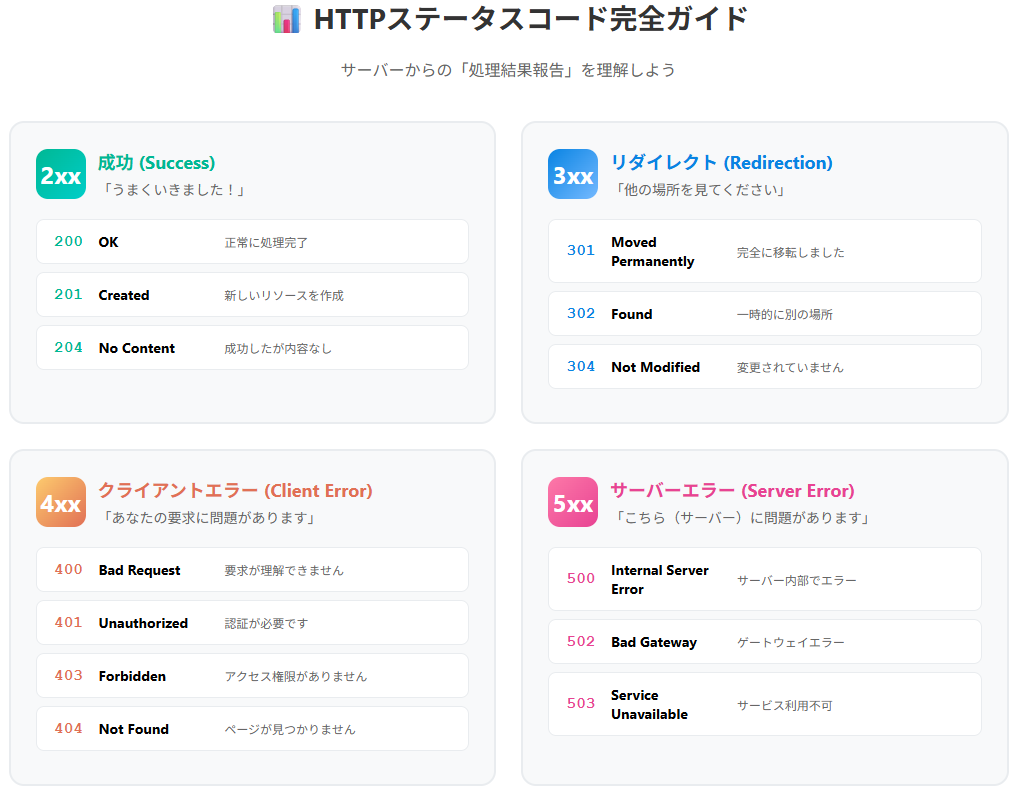 📊 HTTPステータスコード完全ガイド
サーバーからの「処理結果報告」を理解しよう
2xx
成功 (Success)
「うまくいきました！」
200 OK 正常に処理完了
201 Created 新しいリソースを作成
204 No Content 成功したが内容なし
3xx
リダイレクト (Redirection)
「他の場所を見てください」
301 Moved
Permanently 完全に移転しました
302 Found 一時的に別の場所
304 Not Modified 変更されていません
4xx
クライアントエラー (Client Error)
「あなたの要求に問題があります」
400 Bad Request 要求が理解できません
401 Unauthorized 認証が必要です
403 Forbidden アクセス権限がありません
404 Not Found ページが見つかりません
5xx
サーバーエラー (Server Error)
「こちら（サーバー）に問題があります」
500 Internal Server
Error サーバー内部でエラー
502 Bad Gateway ゲートウェイエラー
503 Service
Unavailable サービス利用不可